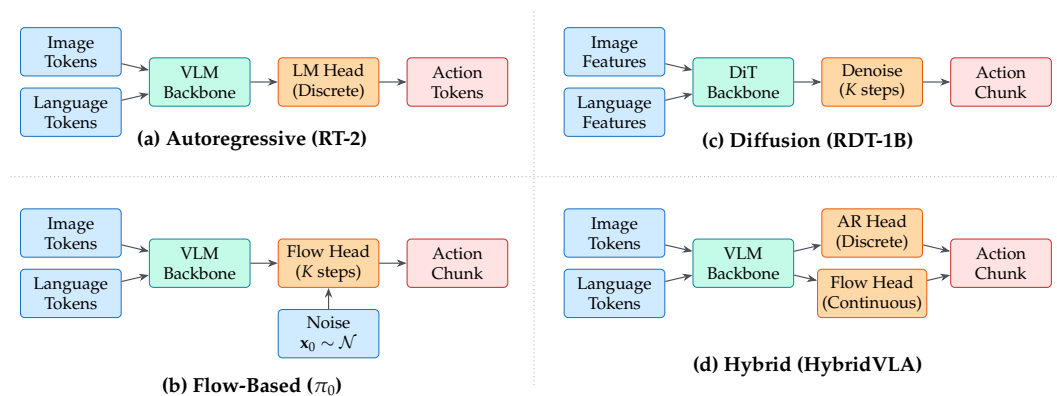 Image
Tokens
Language
Tokens
VLM
Backbone
LM Head
(Discrete)
Action
Tokens
(a) Autoregressive (RT-2)
Image
Features
Language
Features
DiT
Backbone
Denoise
(K steps)
Action
Chunk
(c) Diffusion (RDT-1B)
Image
Tokens
Language
Tokens
VLM
Backbone
Flow Head
(K steps)
Action
Chunk
Noise
x₀ ∼ 𝒩
(b) Flow-Based (π₀)
Image
Tokens
Language
Tokens
VLM
Backbone
AR Head
(Discrete)
Flow Head
(Continuous)
Action
Chunk
(d) Hybrid (HybridVLA)